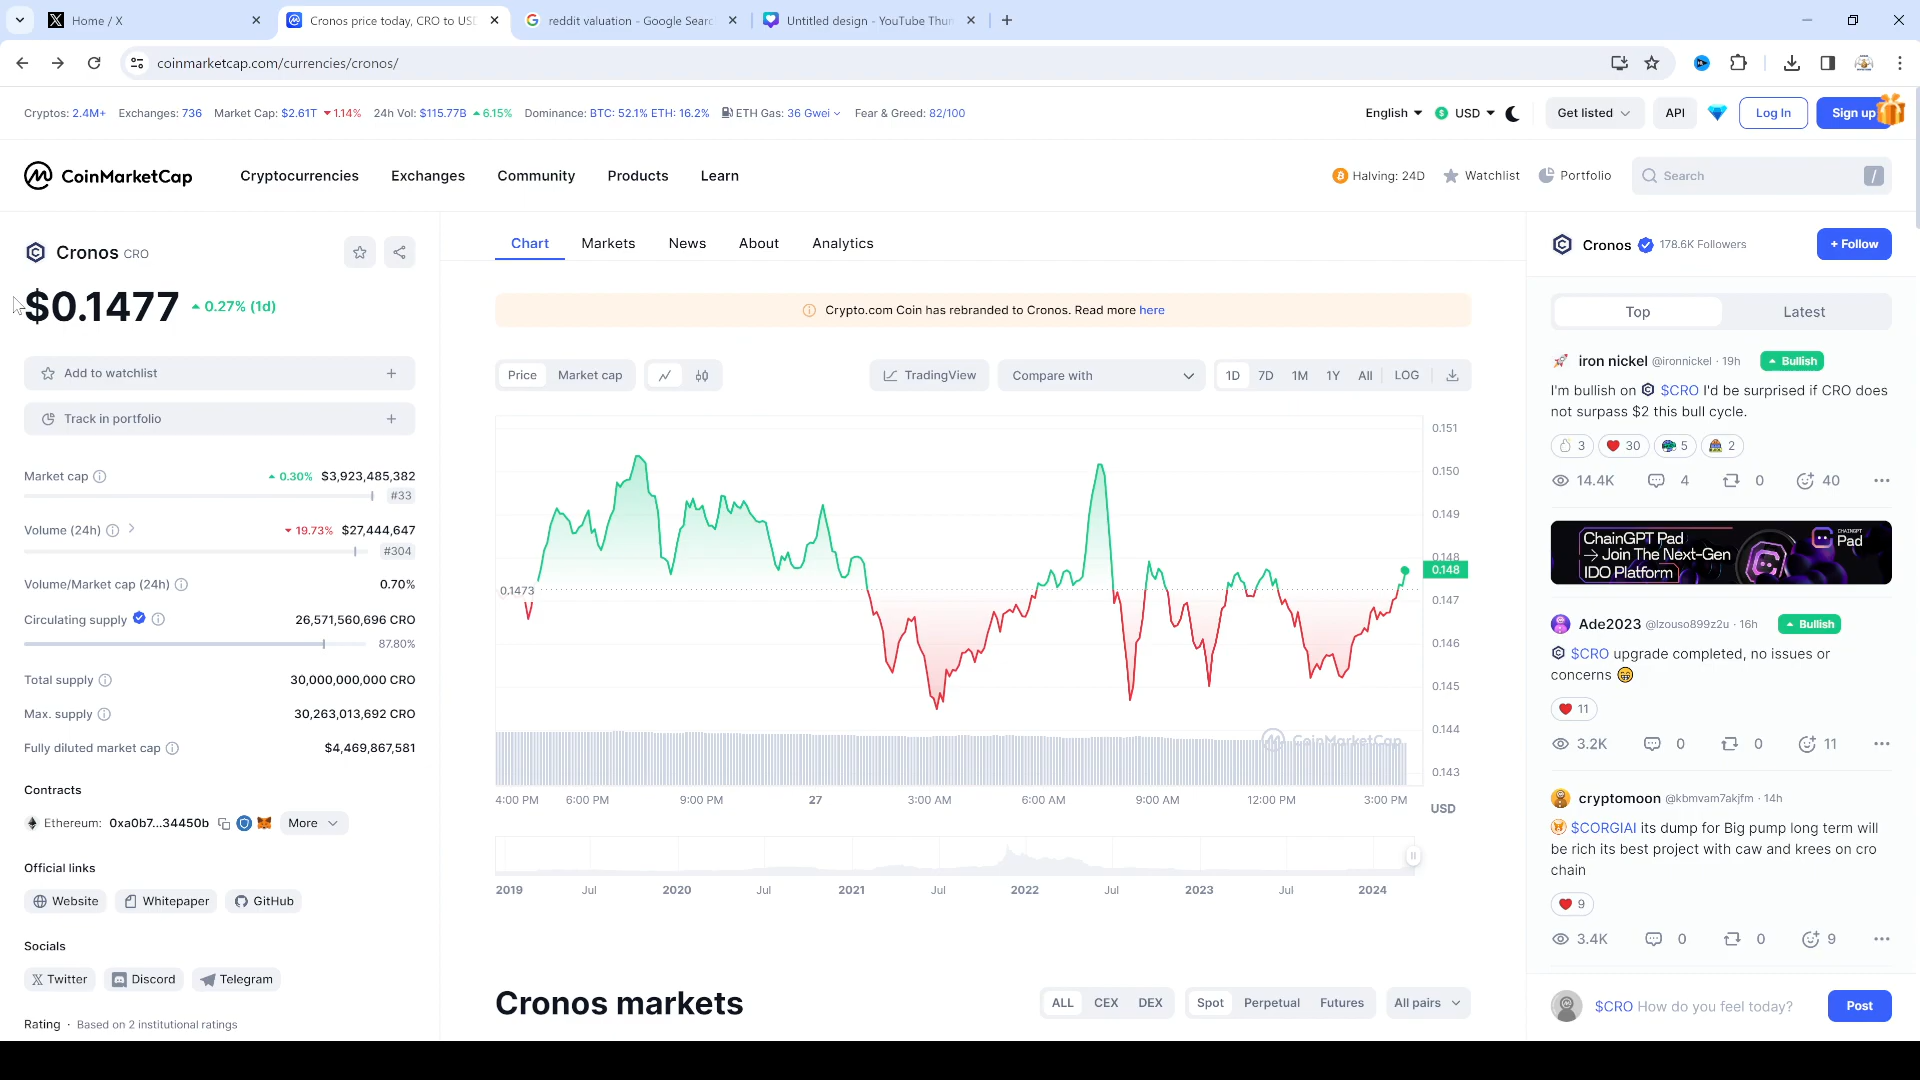 Home / X
Cronos price today, CRO to USD
reddit valuation - Google Searc
Untitled design - YouTube Thum
coinmarketcap.com/currencies/cronos/
Cryptos: 2.4M+ Exchanges: 736 Market Cap: $2.61T 1.14% 24h Vol: $115.77B 6.15% Dominance: BTC: 52.1% ETH: 16.2% ETH Gas: 36 Gwei Fear & Greed: 82/100
English USD Get listed API Log In Sign up
CoinMarketCap
Cryptocurrencies Exchanges Community Products Learn
Halving: 24D Watchlist Portfolio Search /
Cronos CRO
$0.1477 0.27% (1d)
Add to watchlist +
Track in portfolio +
Market cap 0.30% $3,923,485,382
#33
Volume (24h) 19.73% $27,444,647
#304
Volume/Market cap (24h) 0.70%
Circulating supply 26,571,560,696 CRO
87.80%
Total supply 30,000,000,000 CRO
Max. supply 30,263,013,692 CRO
Fully diluted market cap $4,469,867,581
Contracts
Ethereum: 0xa0b7...34450b More
Official links
Website Whitepaper GitHub
Socials
Twitter Discord Telegram
Rating · Based on 2 institutional ratings
Chart Markets News About Analytics
Crypto.com Coin has rebranded to Cronos. Read more here
Price Market cap TradingView Compare with 1D 7D 1M 1Y All LOG
0.151
0.150
0.149
0.148
0.148
0.1473
0.147
0.146
0.145
0.144
CoinMarketCap
0.143
4:00 PM 6:00 PM 9:00 PM 27 3:00 AM 6:00 AM 9:00 AM 12:00 PM 3:00 PM
USD
2019 Jul 2020 Jul 2021 Jul 2022 Jul 2023 Jul 2024
Cronos markets
ALL CEX DEX Spot Perpetual Futures All pairs
Cronos 178.6K Followers + Follow
Top Latest
iron nickel @ironnickel · 19h Bullish
I'm bullish on $CRO I'd be surprised if CRO does
not surpass $2 this bull cycle.
3 30 5 2
14.4K 4 0 40
ChainGPT Pad
→ Join The Next-Gen
IDO Platform
Pad
Ade2023 @lzouso899z2u · 16h Bullish
$CRO upgrade completed, no issues or
concerns
11
3.2K 0 0 11
cryptomoon @kbmvam7akjfm · 14h
$CORGIAI its dump for Big pump long term will
be rich its best project with caw and krees on cro
chain
9
3.4K 0 0 9
$CRO How do you feel today? Post